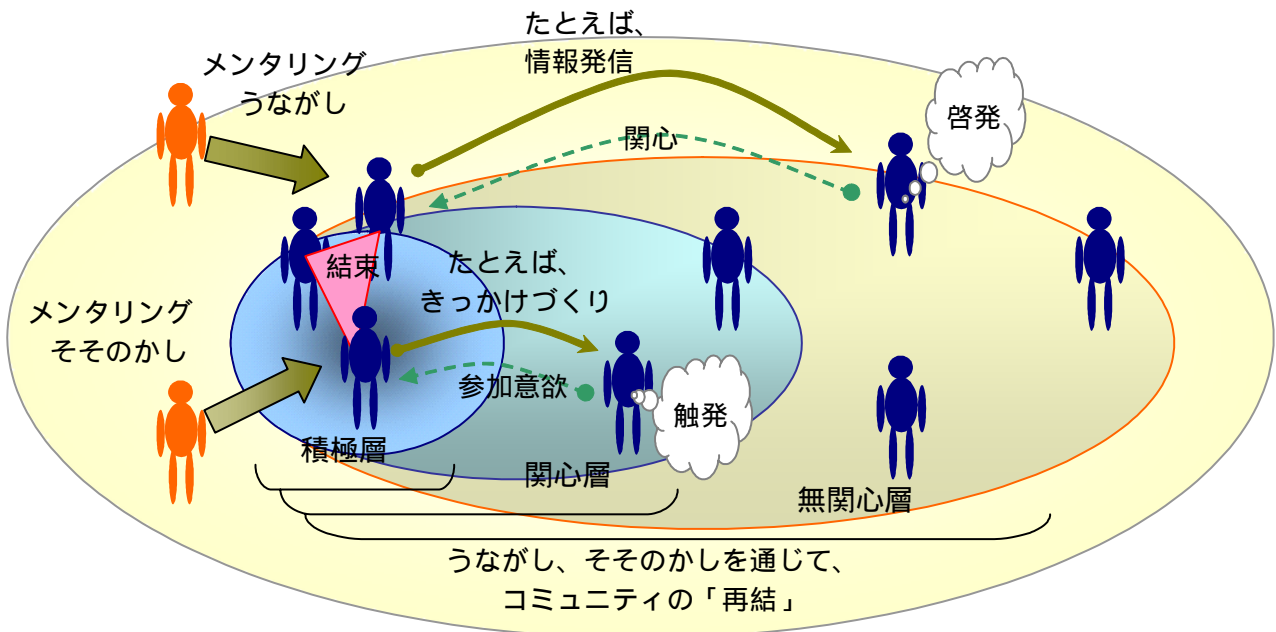 たとえば、
情報発信
メンタリング
うながし
啓発
関心
結束
たとえば、
きっかけづくり
メンタリング
そそのかし
参加意欲
触発
積極層
関心層
無関心層
うながし、そそのかしを通じて、
コミュニティの「再結」